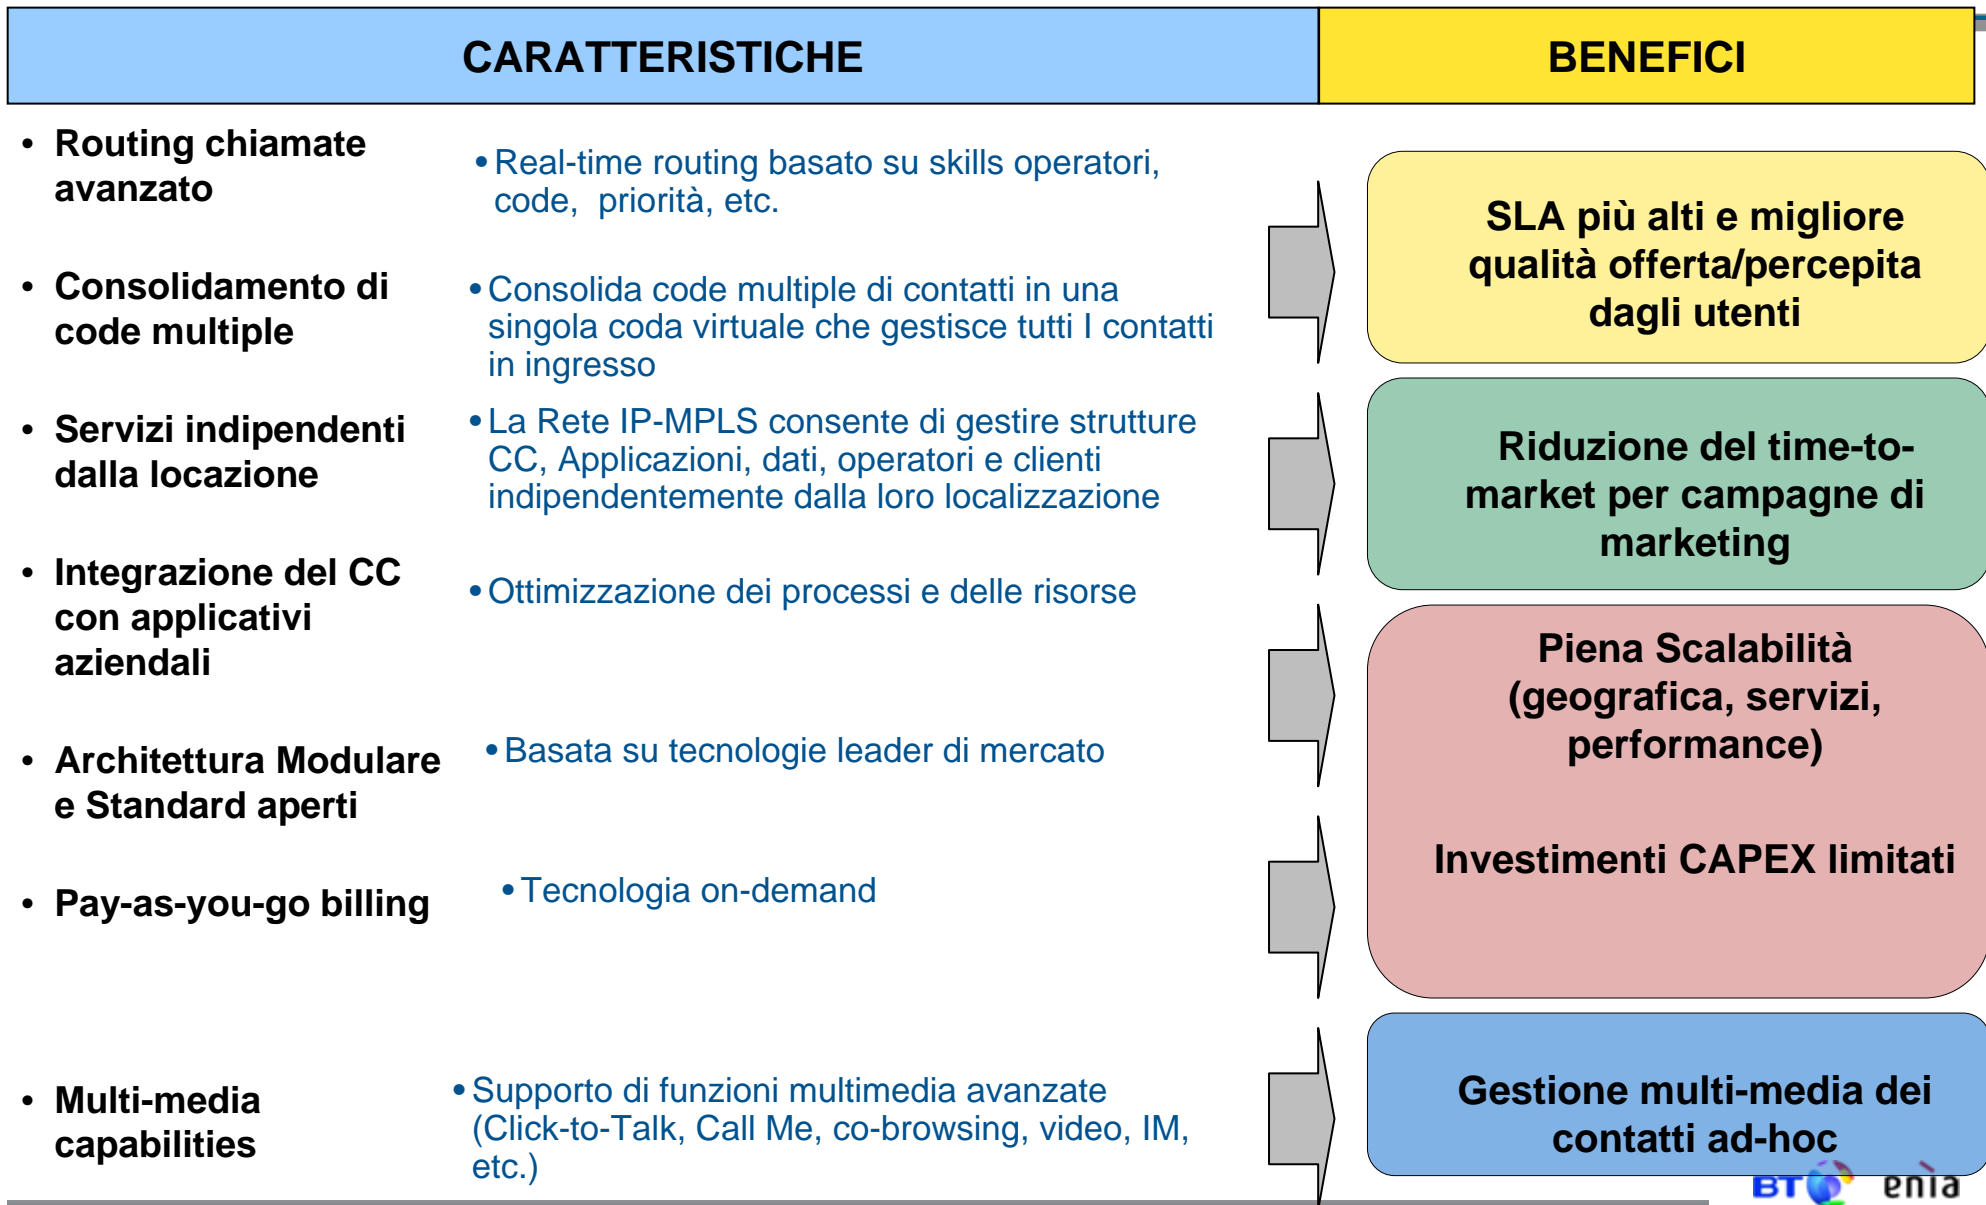 CARATTERISTICHE
BENEFICI
• Routing chiamate
avanzato
• Real-time routing basato su skills operatori,
code, priorità, etc.
• Consolidamento di
code multiple
• Consolida code multiple di contatti in una
singola coda virtuale che gestisce tutti I contatti
in ingresso
• Servizi indipendenti
dalla locazione
• La Rete IP-MPLS consente di gestire strutture
CC, Applicazioni, dati, operatori e clienti
indipendentemente dalla loro localizzazione
• Integrazione del CC
con applicativi
aziendali
• Ottimizzazione dei processi e delle risorse
• Architettura Modulare
e Standard aperti
• Basata su tecnologie leader di mercato
• Pay-as-you-go billing
• Tecnologia on-demand
• Multi-media
capabilities
• Supporto di funzioni multimedia avanzate
(Click-to-Talk, Call Me, co-browsing, video, IM,
etc.)
SLA più alti e migliore
qualità offerta/percepita
dagli utenti
Riduzione del time-to-
market per campagne di
marketing
Piena Scalabilità
(geografica, servizi,
performance)
Investimenti CAPEX limitati
Gestione multi-media dei
contatti ad-hoc
BT
enìa